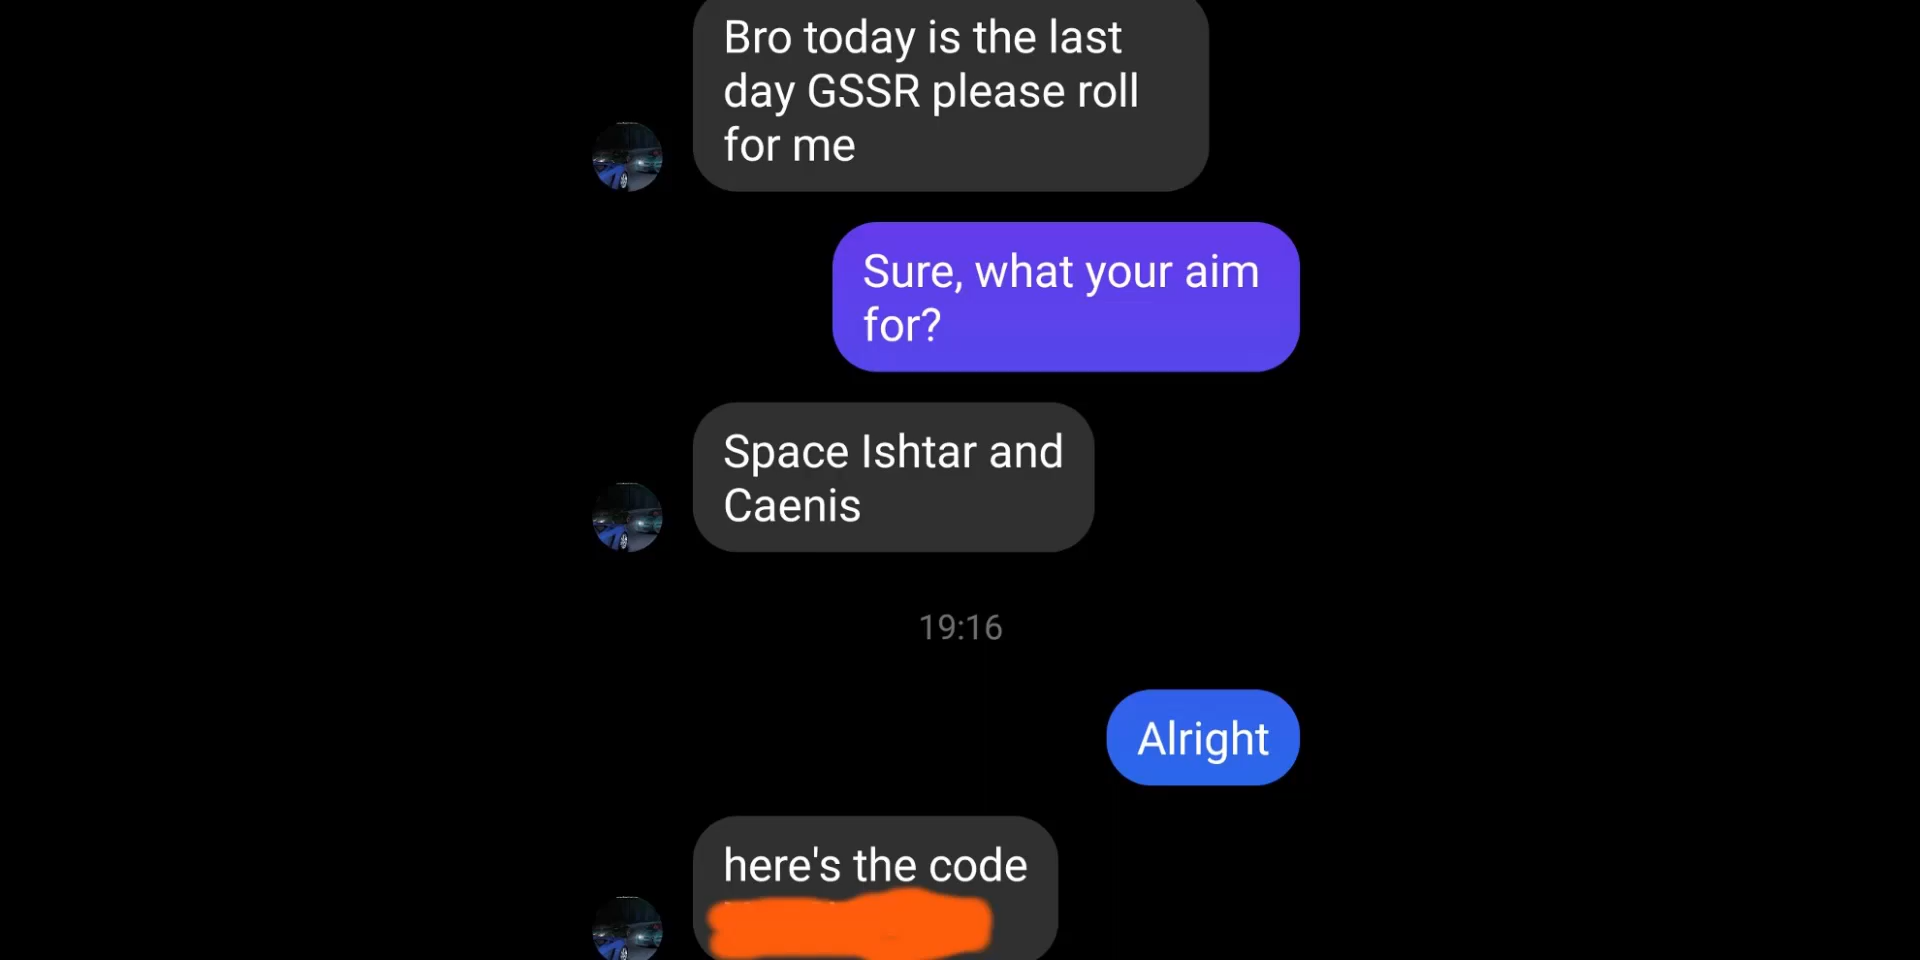 Bro today is the last
day GSSR please roll
for me
Sure, what your aim
for?
Space Ishtar and
Caenis
19:16
Alright
here's the code